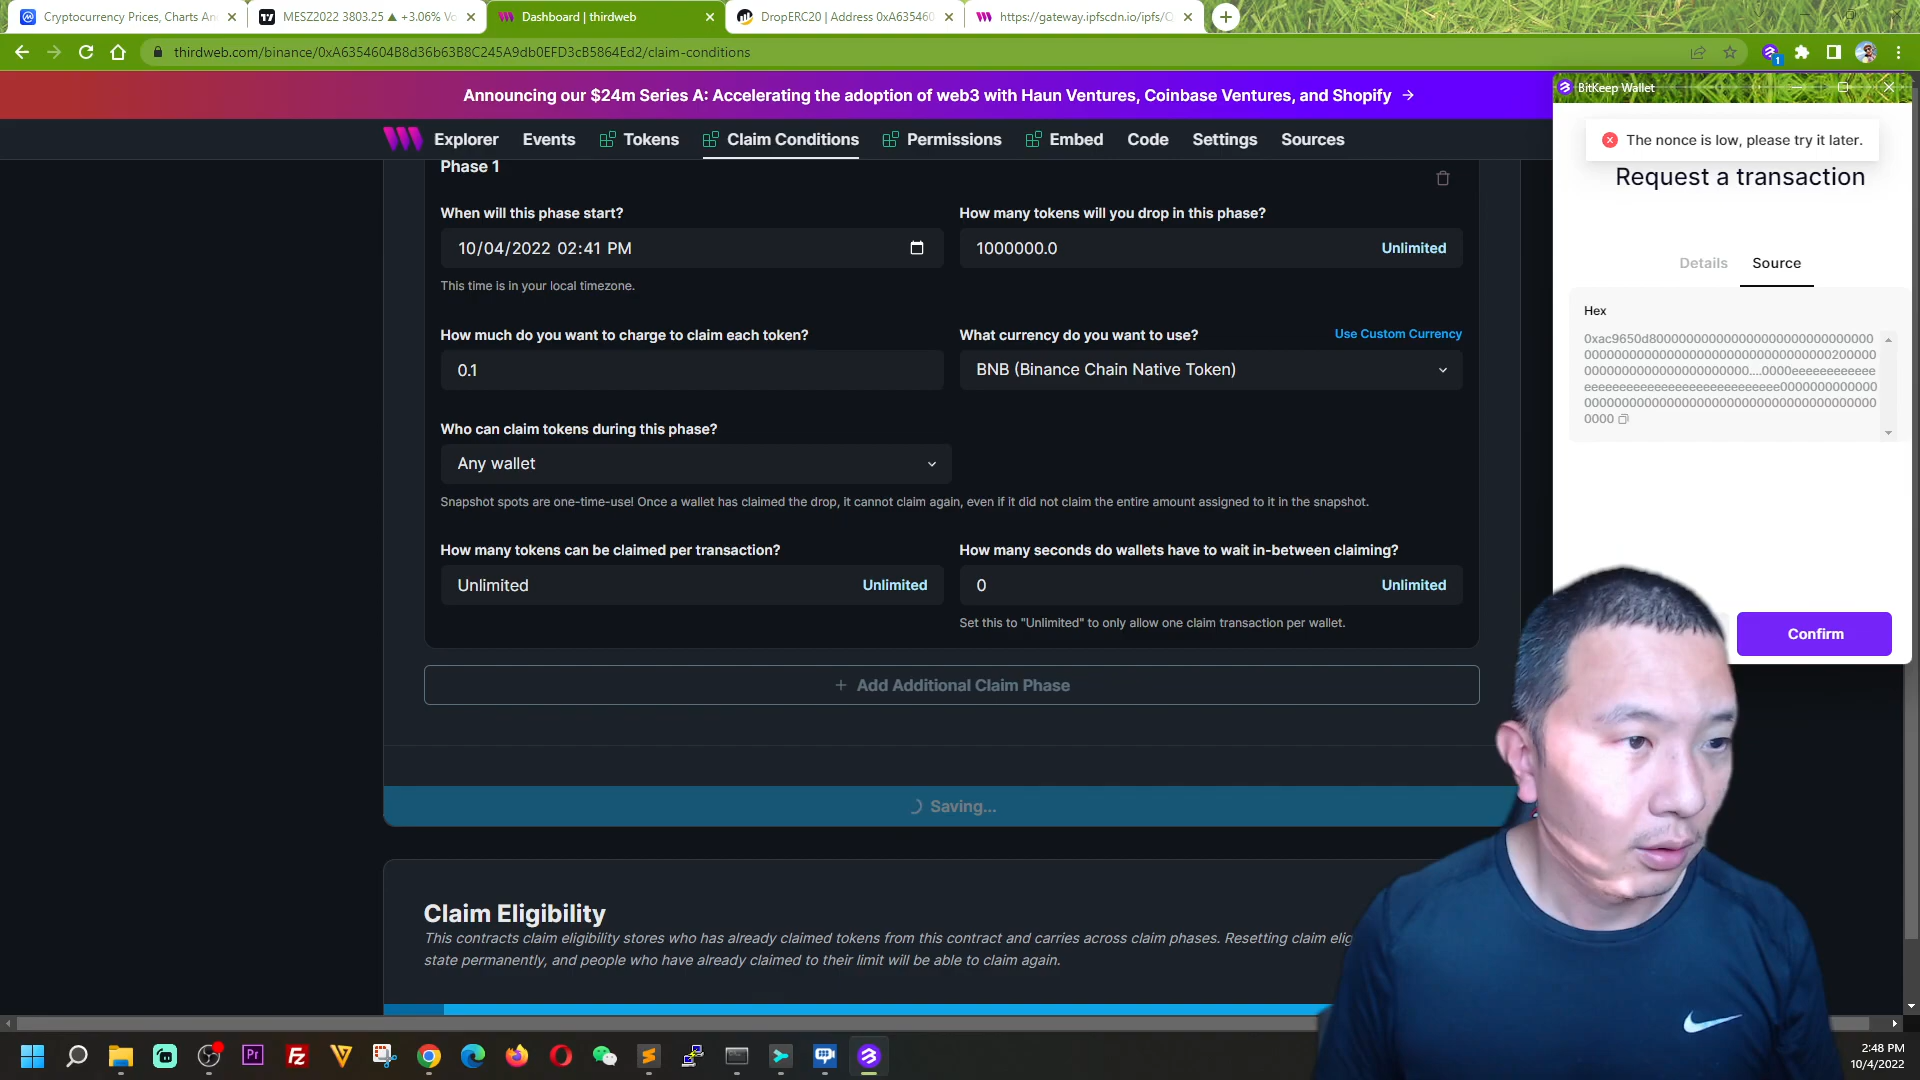 Cryptocurrency Prices, Charts An
MESZ2022 3803.25 ▲ +3.06% Vo
Dashboard | thirdweb
DropERC20 | Address 0xA635460
https://gateway.ipfscdn.io/ipfs/Q
thirdweb.com/binance/0xA6354604B8d36b63B8C245A9db0EFD3cB5864Ed2/claim-conditions
1
Announcing our $24m Series A: Accelerating the adoption of web3 with Haun Ventures, Coinbase Ventures, and Shopify →
Explorer Events Tokens Claim Conditions Permissions Embed Code Settings Sources
Phase 1
When will this phase start?
10/04/2022 02:41 PM
This time is in your local timezone.
How many tokens will you drop in this phase?
1000000.0 Unlimited
How much do you want to charge to claim each token?
0.1
What currency do you want to use? Use Custom Currency
BNB (Binance Chain Native Token)
Who can claim tokens during this phase?
Any wallet
Snapshot spots are one-time-use! Once a wallet has claimed the drop, it cannot claim again, even if it did not claim the entire amount assigned to it in the snapshot.
How many tokens can be claimed per transaction?
Unlimited Unlimited
How many seconds do wallets have to wait in-between claiming?
0 Unlimited
Set this to "Unlimited" to only allow one claim transaction per wallet.
+ Add Additional Claim Phase
Saving...
Claim Eligibility
This contracts claim eligibility stores who has already claimed tokens from this contract and carries across claim phases. Resetting claim elig
state permanently, and people who have already claimed to their limit will be able to claim again.
BitKeep Wallet
The nonce is low, please try it later.
Request a transaction
Details Source
Hex
Confirm
Pr
2:48 PM
10/4/2022